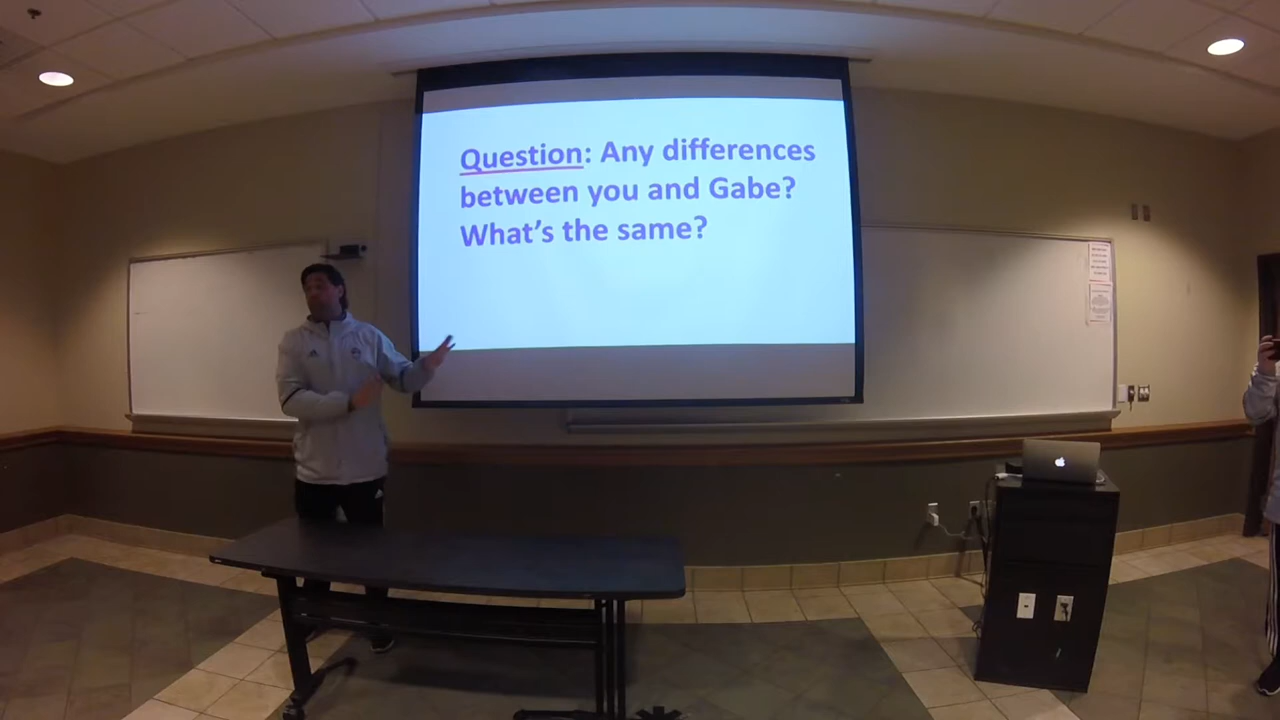 Question: Any differences
between you and Gabe?
What's the same?